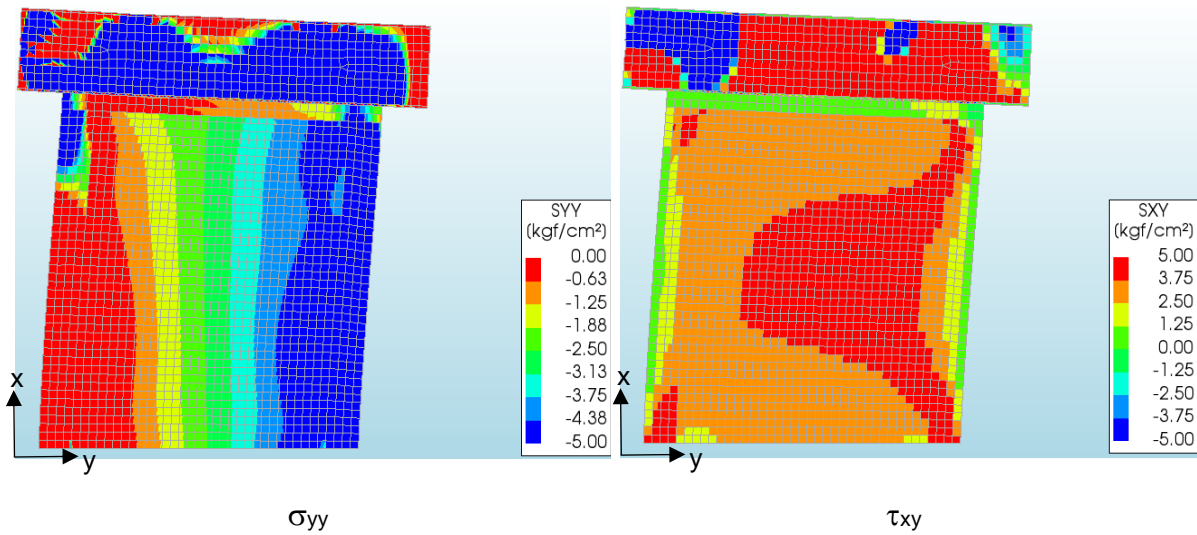 SYY
[kgf/cm²]
0.00
-0.63
-1.25
-1.88
-2.50
-3.13
-3.75
-4.38
-5.00
x
y
SXY
[kgf/cm²]
5.00
3.75
2.50
1.25
0.00
-1.25
-2.50
-3.75
-5.00
x
y
σyy
τxy